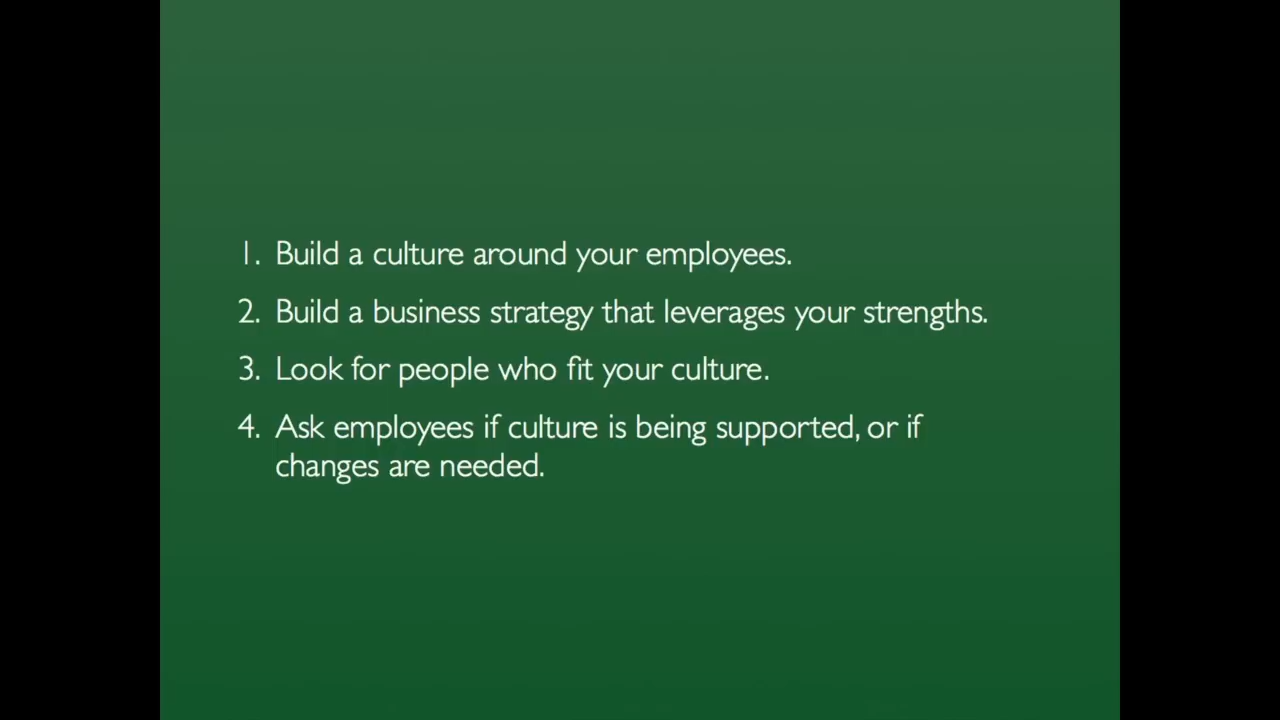 1. Build a culture around your employees.
2. Build a business strategy that leverages your strengths.
3. Look for people who fit your culture.
4. Ask employees if culture is being supported, or if
changes are needed.